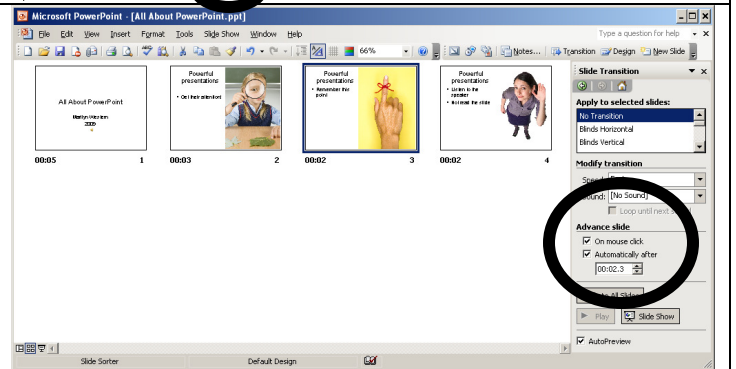 Microsoft PowerPoint - [All About PowerPoint.ppt]
File Edit View Insert Format Tools Slide Show Window Help Type a question for help
66% Notes... Transition Design New Slide
All About PowerPoint
Marilyn Western
2005
00:05 1
Powerful
presentations
• Get their attention!
00:03 2
Powerful
presentations
• Remember this
point
00:02 3
Powerful
presentations
• Listen to the
speaker
• Not read the slide
00:02 4
Slide Transition
Apply to selected slides:
No Transition
Blinds Horizontal
Blinds Vertical
Modify transition
[No Sound]
Loop until next
Advance slide
On mouse click
Automatically after
00:02.3
Play Slide Show
AutoPreview
Slide Sorter Default Design